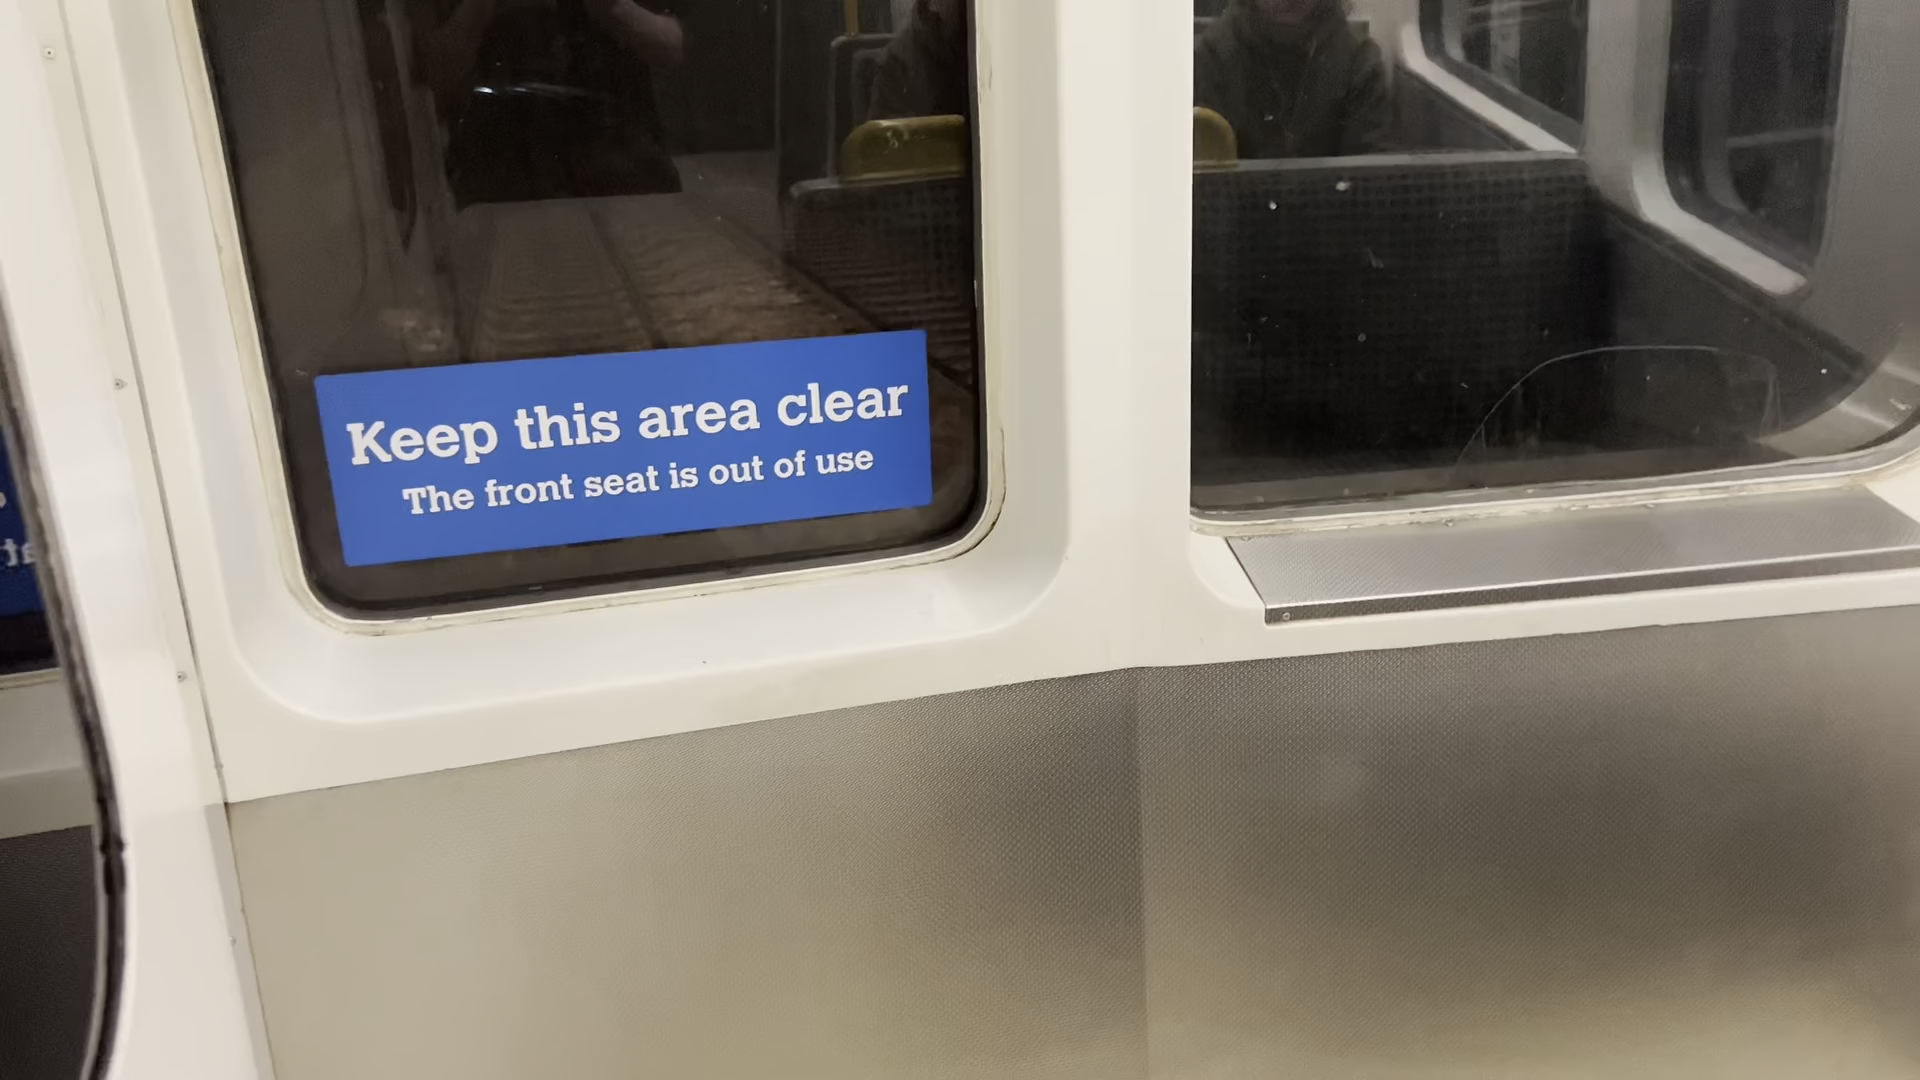 Keep this area clear
The front seat is out of use